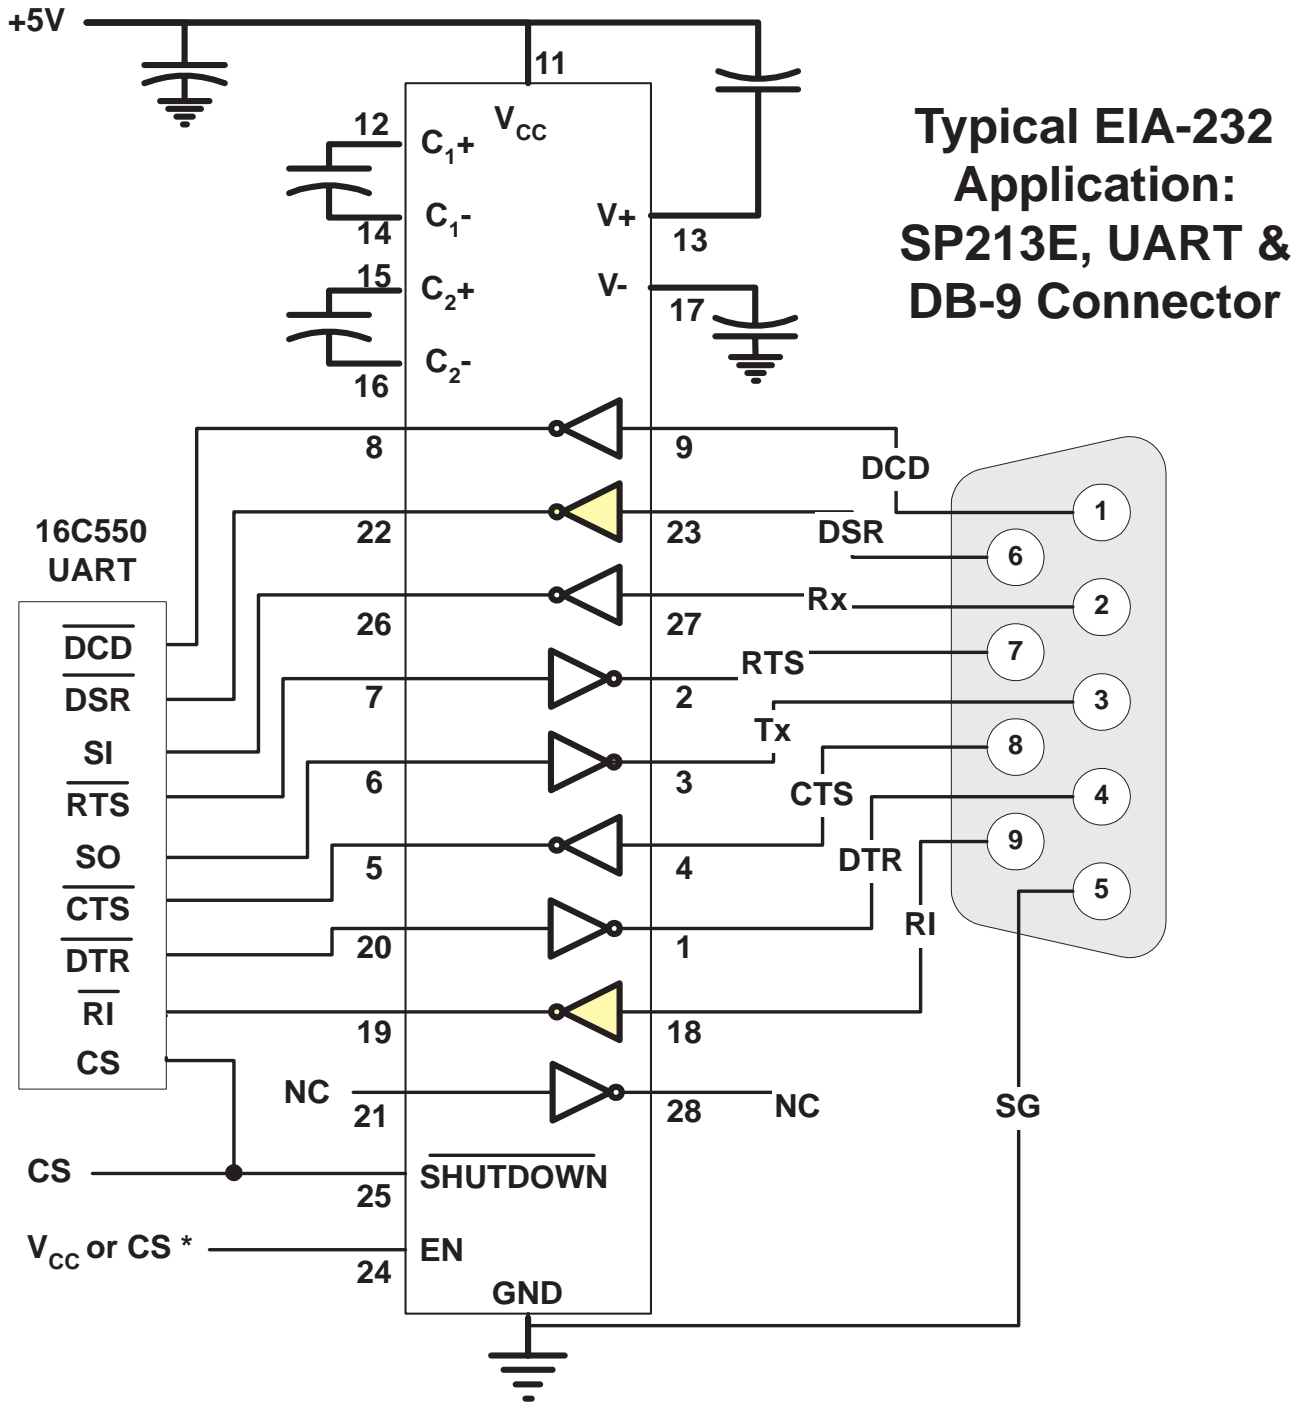 +5V
11
V_CC
12
C1+
C1-
14
15
C2+
C2-
16
V+
13
V-
17
Typical EIA-232
Application:
SP213E, UART &
DB-9 Connector
8
9
DCD
22
23
DSR
26
27
Rx
7
2
RTS
6
3
Tx
5
4
CTS
20
1
DTR
19
18
RI
NC
21
28
NC
1
6
2
7
3
8
4
9
5
SG
16C550
UART
DCD
DSR
SI
RTS
SO
CTS
DTR
RI
CS
CS
25
SHUTDOWN
VCC or CS *
24
EN
GND